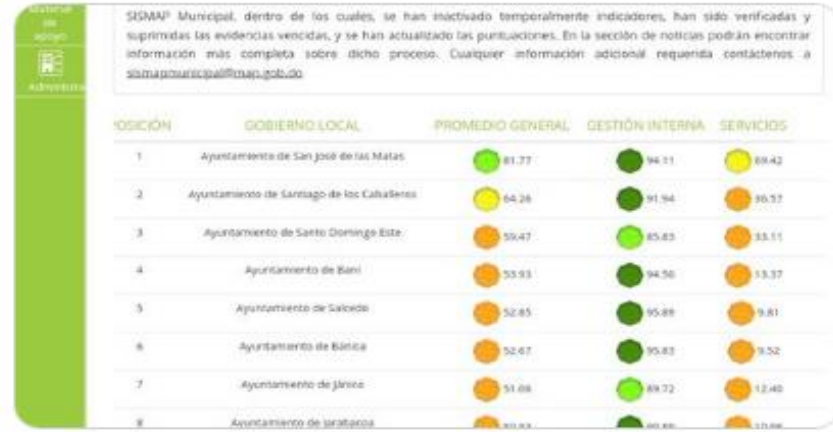 de
apoyo
Administra
SISMAP Municipal, dentro de los cuales, se han inactivado temporalmente indicadores, han sido verificadas y
suprimidas las evidencias vencidas, y se han actualizado las puntuaciones. En la sección de noticias podrán encontrar
información más completa sobre dicho proceso. Cualquier información adicional requerida contáctenos a
sismapmunicipal@map.gob.do
OSICIÓN GOBIERNO LOCAL PROMEDIO GENERAL GESTIÓN INTERNA SERVICIOS
1 Ayuntamiento de San José de las Matas 81.77 94.11 69.42
2 Ayuntamiento de Santiago de los Caballeros 64.26 91.94 36.57
3 Ayuntamiento de Santo Domingo Este 59.47 85.83 33.11
4 Ayuntamiento de Baní 53.93 94.50 13.37
5 Ayuntamiento de Salcedo 52.85 95.89 9.81
6 Ayuntamiento de Bánica 52.67 95.83 9.52
7 Ayuntamiento de Jánico 51.06 89.72 12.40
8 Ayuntamiento de Jarabacoa